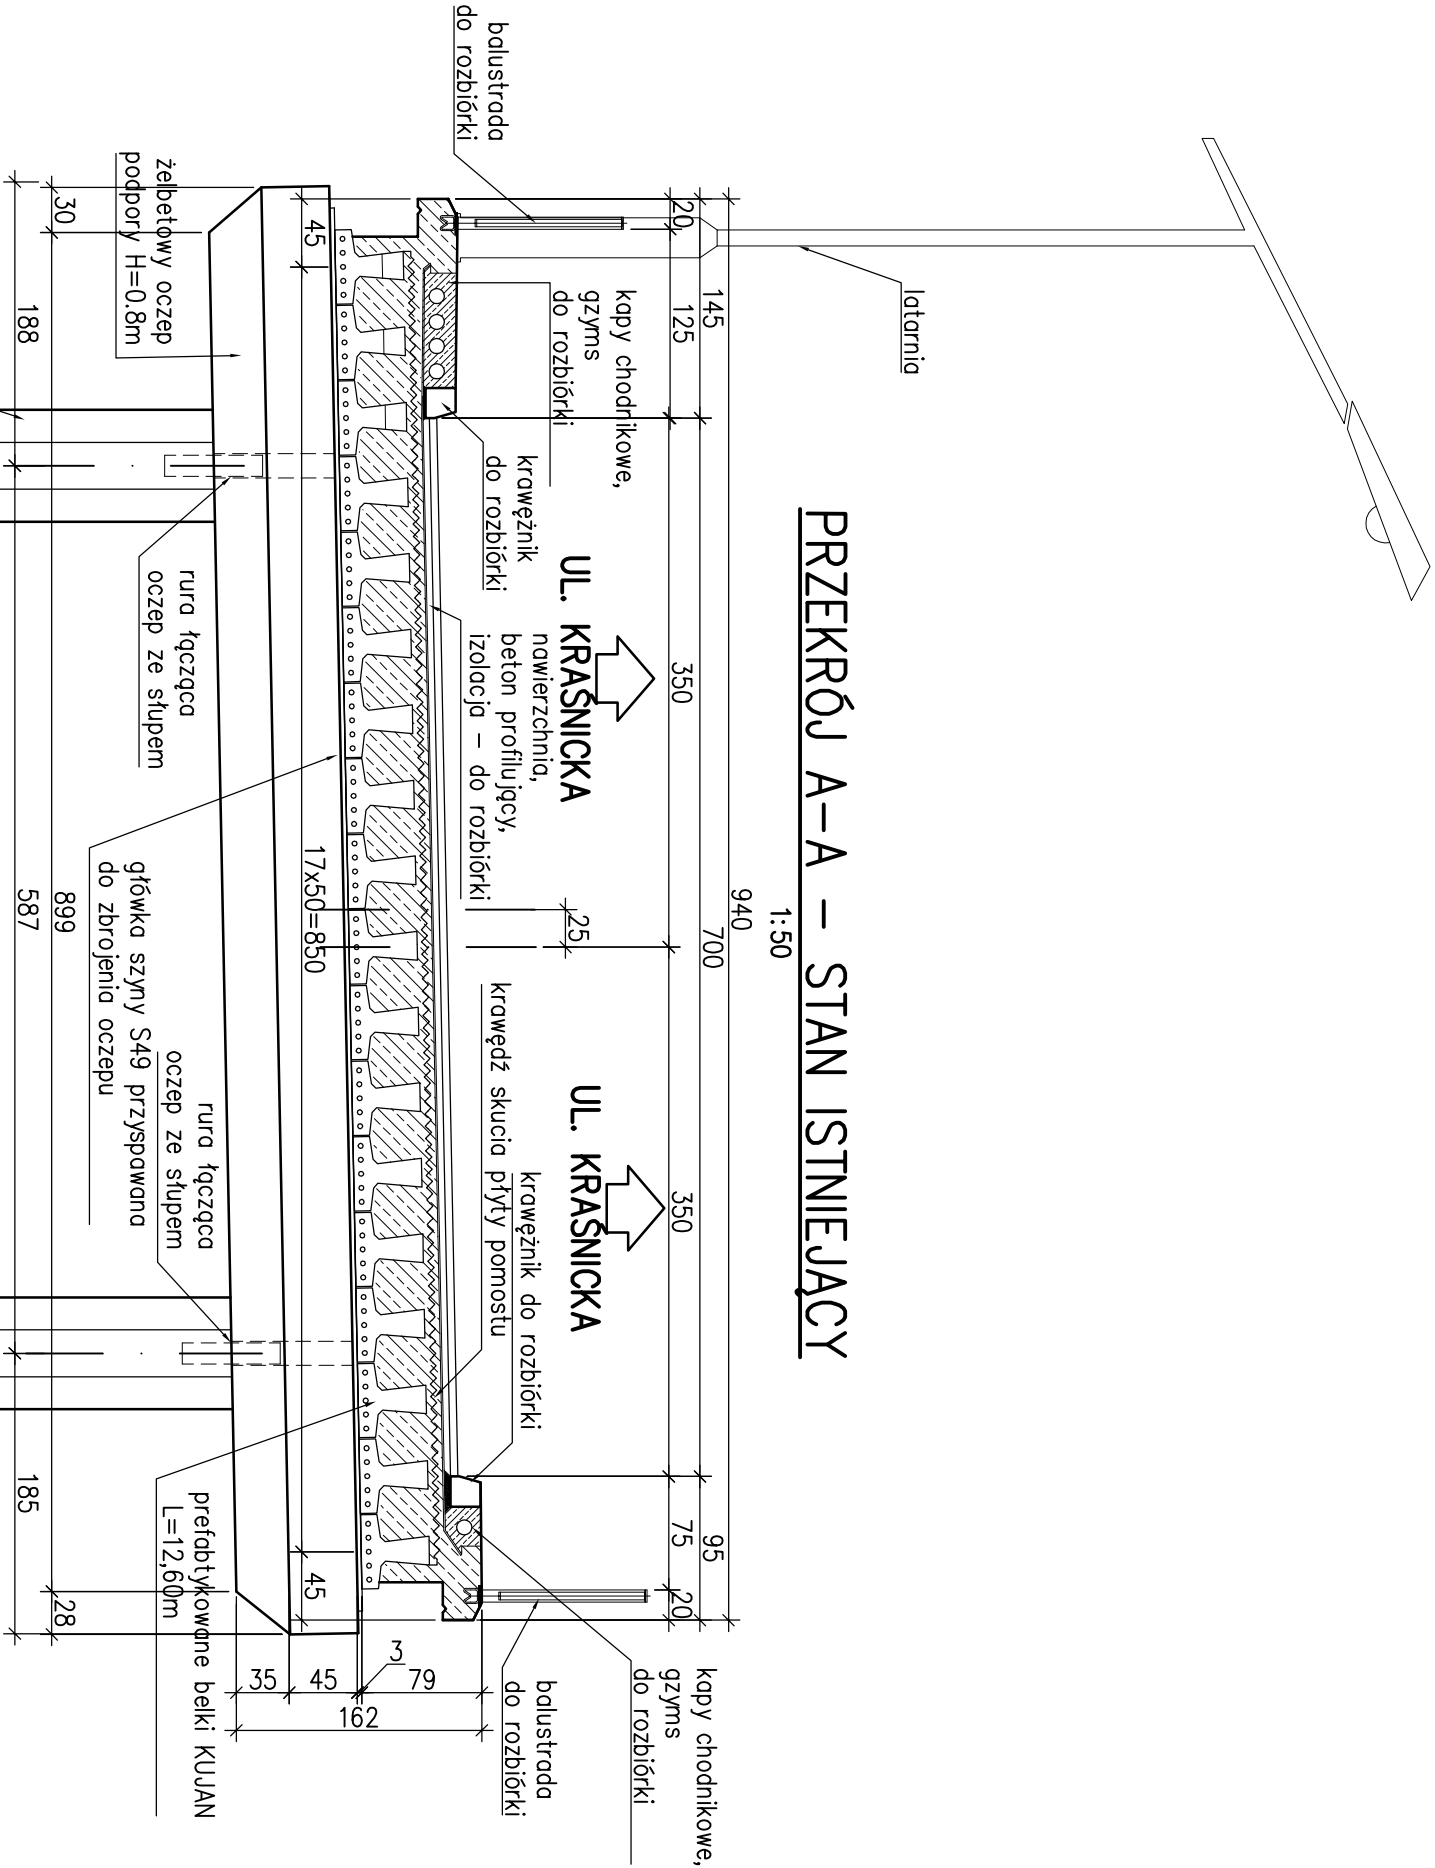 PRZEKRÓJ A-A - STAN ISTNIEJĄCY
1:50
latarnia
balustrada
do rozbiórki
940
145
700
95
20
125
350
350
75
20
kapy chodnikowe,
gzyms
do rozbiórki
krawężnik
do rozbiórki
UL. KRAŚNICKA
nawierzchnia,
beton profilujący,
izolacja - do rozbiórki
25
UL. KRAŚNICKA
krawężnik do rozbiórki
krawędź skucia płyty pomostu
kapy chodnikowe,
gzyms
do rozbiórki
balustrada
do rozbiórki
45
17x50=850
45
79
3
45
35
162
żelbetowy oczep
podpory H=0.8m
rura łącząca
oczep ze słupem
główka szyny S49 przyspawana
do zbrojenia oczepu
rura łącząca
oczep ze słupem
prefabtykowane belki KUJAN
L=12,60m
30
899
28
188
587
185